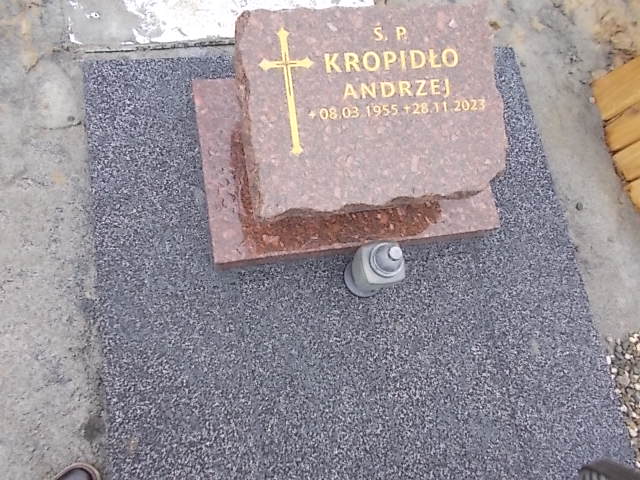 Ś. P.
KROPIDŁO
ANDRZEJ
+08.03.1955 +28.11.2023